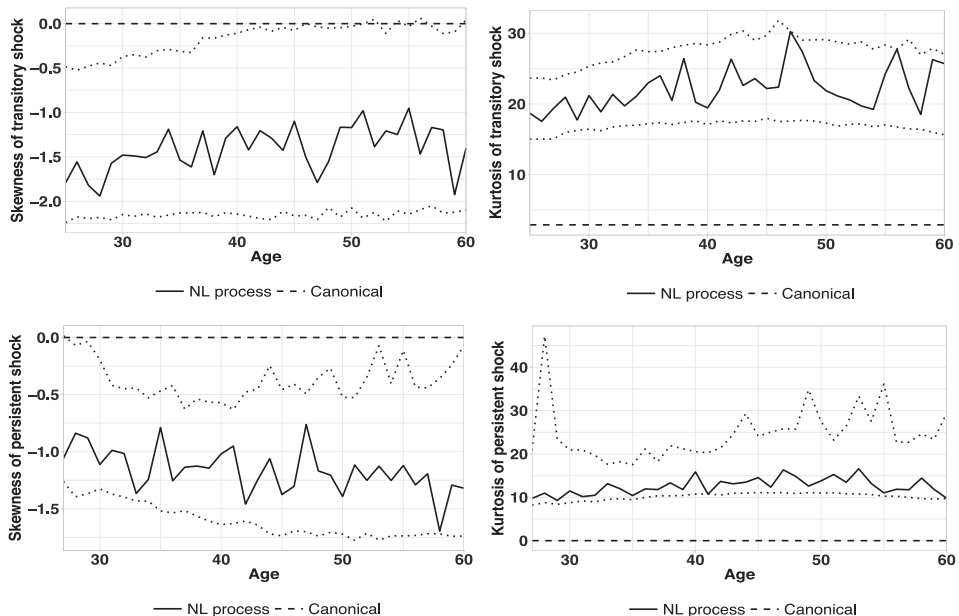 Skewness of transitory shock
0.0
−0.5
−1.0
−1.5
−2.0
30 40 50 60
Age
NL process Canonical
Kurtosis of transitory shock
30
20
10
30 40 50 60
Age
NL process Canonical
Skewness of persistent shock
0.0
−0.5
−1.0
−1.5
30 40 50 60
Age
NL process Canonical
Kurtosis of persistent shock
40
30
20
10
0
30 40 50 60
Age
NL process Canonical